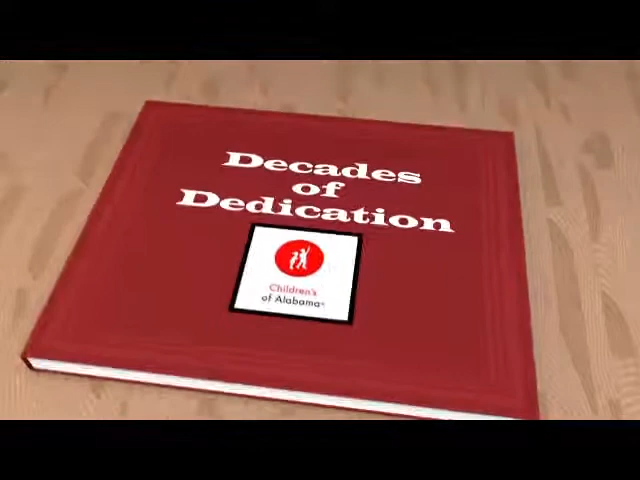 Decades
of
Dedication
Children's
of Alabama